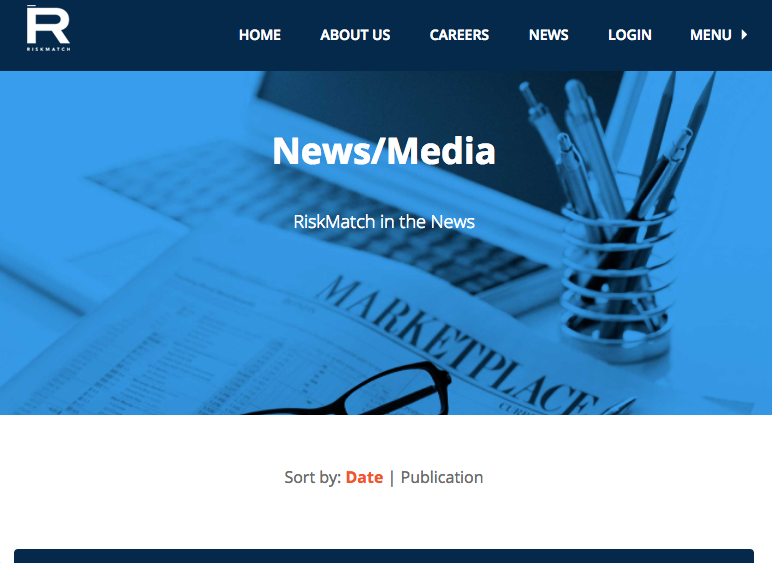 R
RISKMATCH
HOME ABOUT US CAREERS NEWS LOGIN MENU
News/Media
RiskMatch in the News
MARKETPLACE
Sort by: Date | Publication